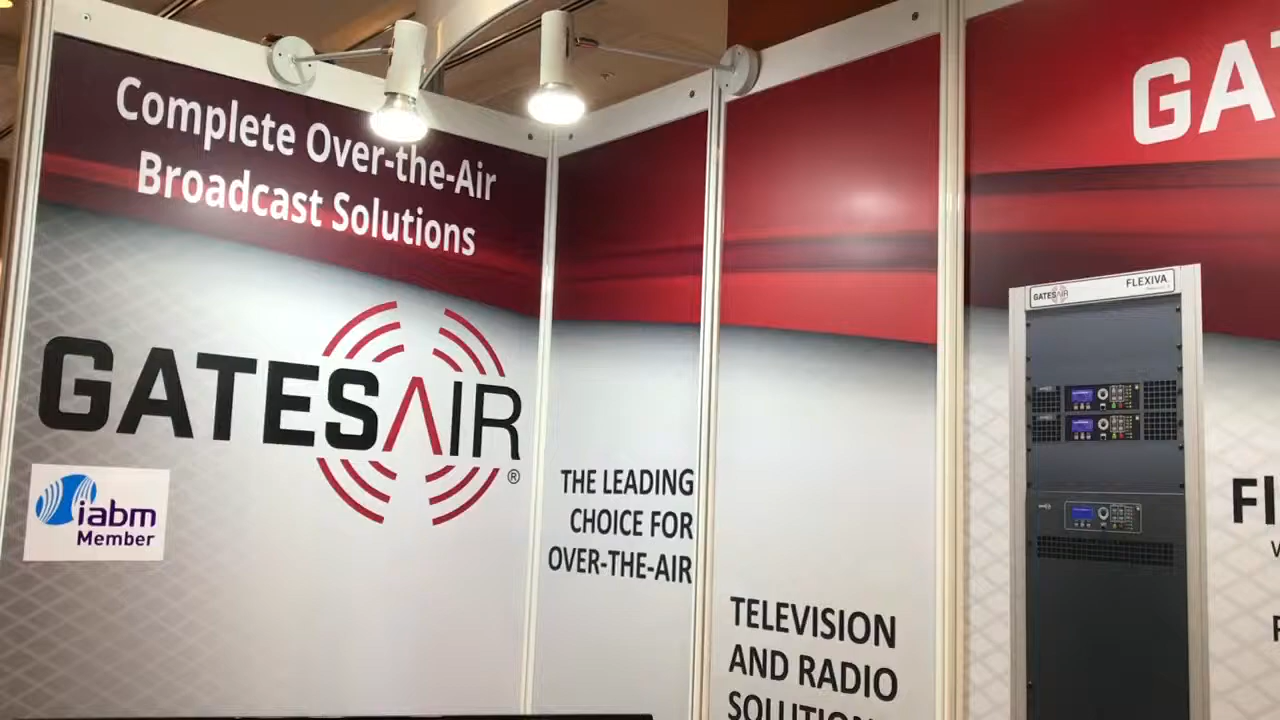 Complete Over-the-Air
Broadcast Solutions
GATESAIR
®
iabm
Member
THE LEADING
CHOICE FOR
OVER-THE-AIR
TELEVISION
AND RADIO
GA
GATESAIR
FLEXIVA